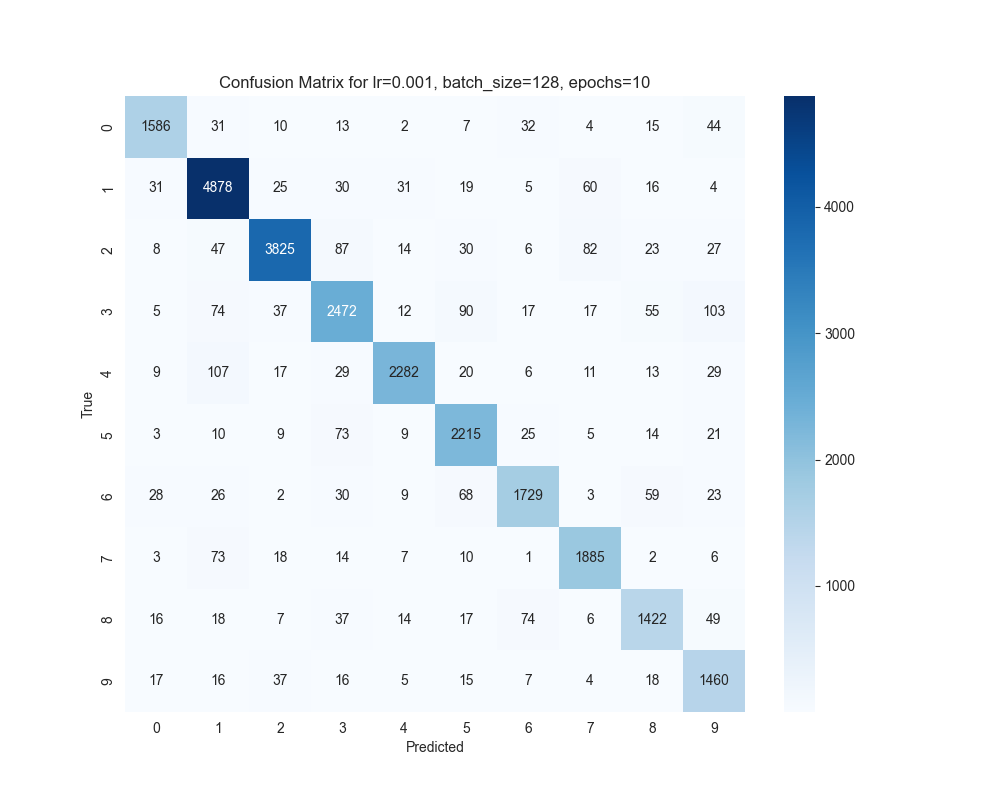 Confusion Matrix for lr=0.001, batch_size=128, epochs=10
0 1586 31 10 13 2 7 32 4 15 44
1 31 4878 25 30 31 19 5 60 16 4
2 8 47 3825 87 14 30 6 82 23 27
3 5 74 37 2472 12 90 17 17 55 103
4 9 107 17 29 2282 20 6 11 13 29
5 3 10 9 73 9 2215 25 5 14 21
6 28 26 2 30 9 68 1729 3 59 23
7 3 73 18 14 7 10 1 1885 2 6
8 16 18 7 37 14 17 74 6 1422 49
9 17 16 37 16 5 15 7 4 18 1460
0 1 2 3 4 5 6 7 8 9
Predicted
True
4000
3000
2000
1000